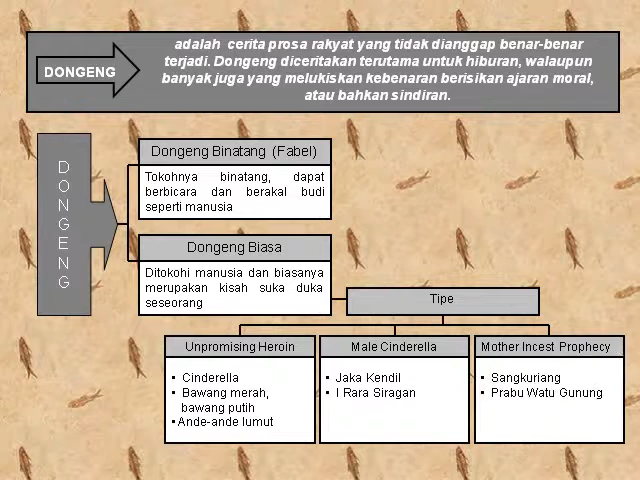 adalah cerita prosa rakyat yang tidak dianggap benar-benar
terjadi. Dongeng diceritakan terutama untuk hiburan, walaupun
banyak juga yang melukiskan kebenaran berisikan ajaran moral,
atau bahkan sindiran.
DONGENG
D
O
N
G
E
N
G
Dongeng Binatang (Fabel)
Tokohnya binatang, dapat
berbicara dan berakal budi
seperti manusia
Dongeng Biasa
Ditokohi manusia dan biasanya
merupakan kisah suka duka
seseorang
Tipe
Unpromising Heroin
• Cinderella
• Bawang merah,
bawang putih
• Ande-ande lumut
Male Cinderella
• Jaka Kendil
• I Rara Siragan
Mother Incest Prophecy
• Sangkuriang
• Prabu Watu Gunung